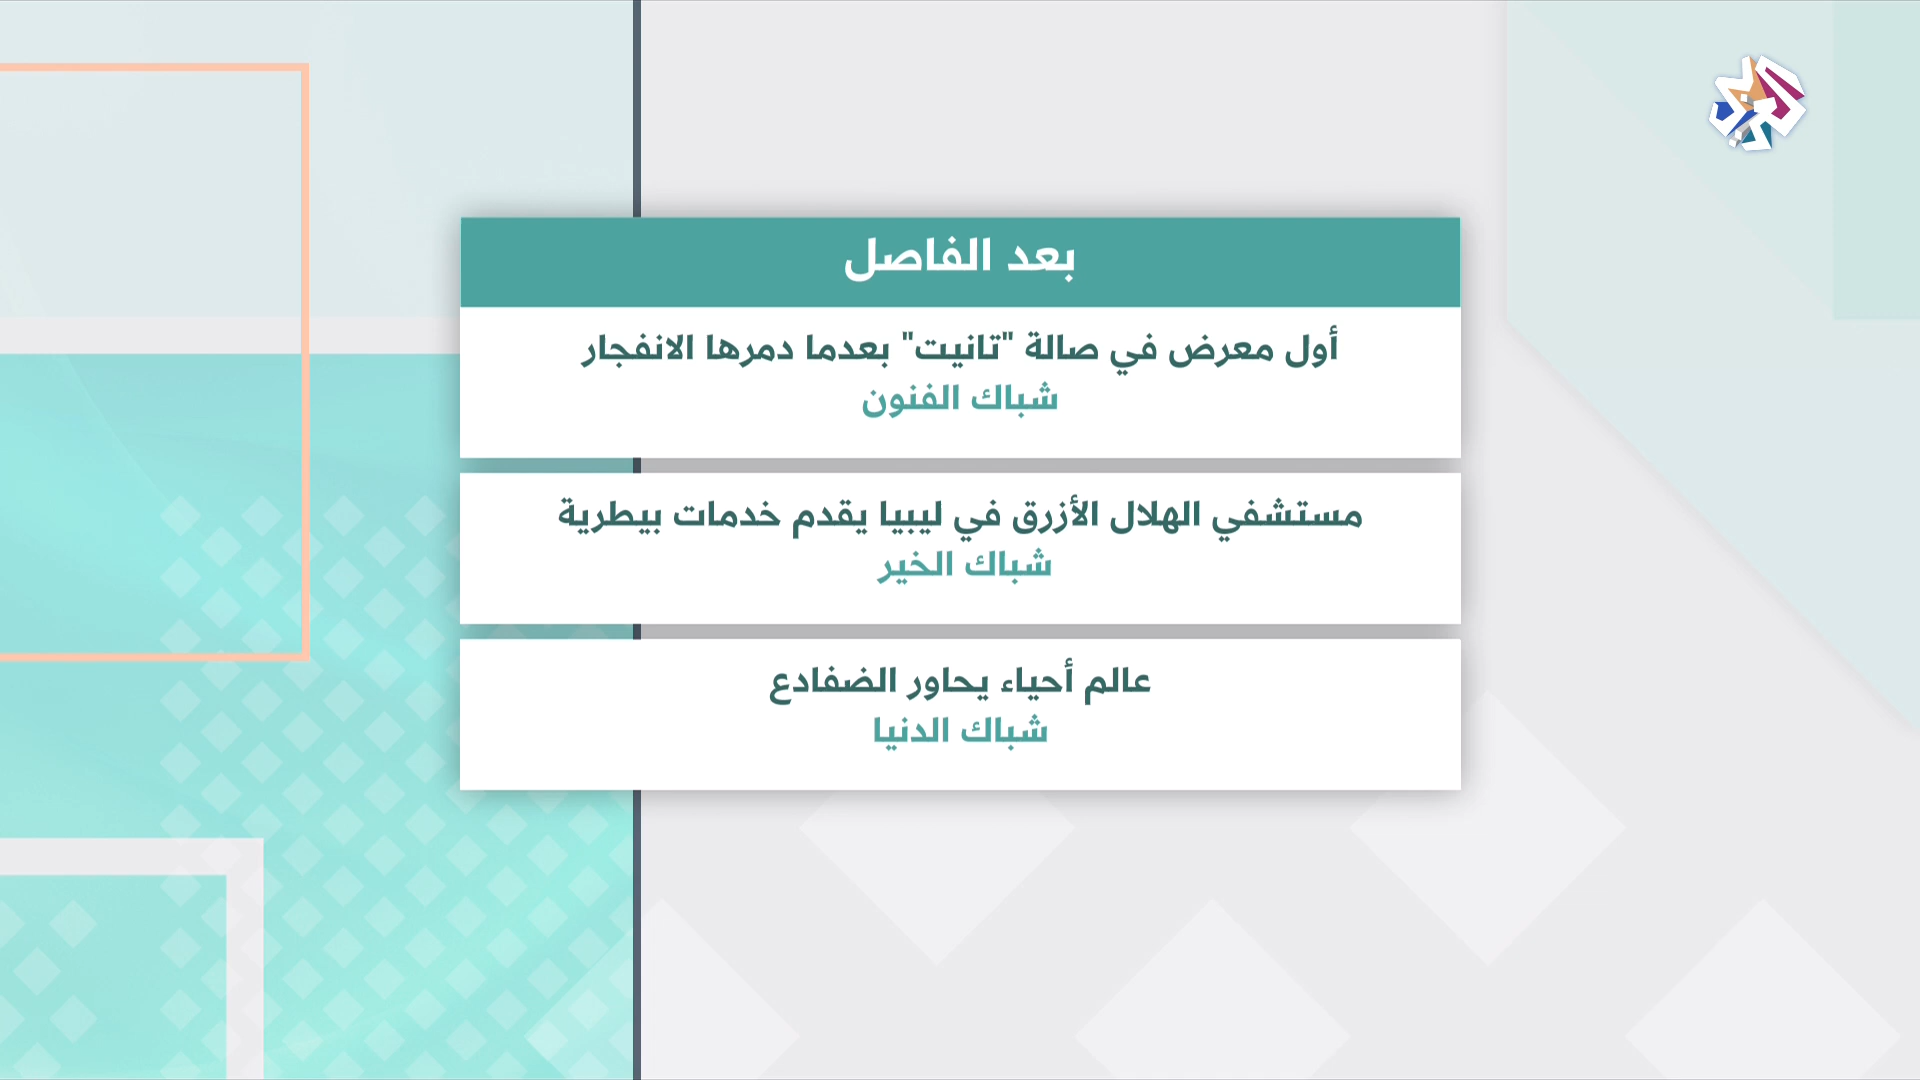 بعد الفاصل
أول معرض في صالة "تانيت" بعدما دمرها الانفجار
شباك الفنون
مستشفي الهلال الأزرق في ليبيا يقدم خدمات بيطرية
شباك الخير
عالم أحياء يحاور الضفادع
شباك الدنيا